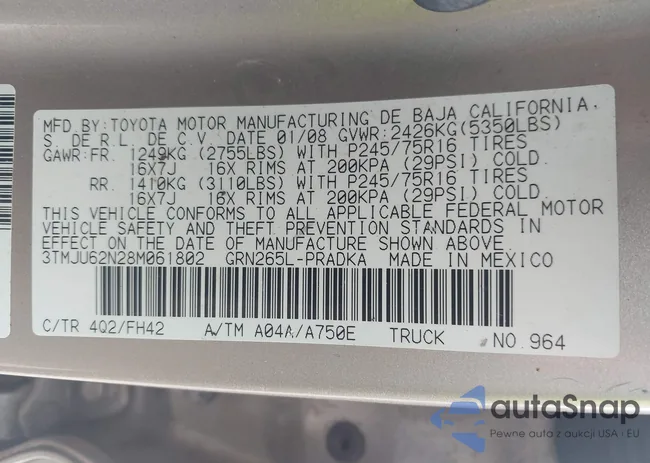 MFD BY:TOYOTA MOTOR MANUFACTURING DE BAJA CALIFORNIA,
S. DE R.L. DE C.V. DATE 01/08 GVWR:2426KG(5350LBS)
GAWR:FR. 1249KG (2755LBS) WITH P245/75R16 TIRES
16X7J 16X RIMS AT 200KPA (29PSI) COLD.
RR. 1410KG (3110LBS) WITH P245/75R16 TIRES
16X7J 16X RIMS AT 200KPA (29PSI) COLD.
THIS VEHICLE CONFORMS TO ALL APPLICABLE FEDERAL MOTOR
VEHICLE SAFETY AND THEFT PREVENTION STANDARDS IN
EFFECT ON THE DATE OF MANUFACTURE SHOWN ABOVE.
3TMJU62N28M061802 GRN265L-PRADKA MADE IN MEXICO
C/TR 4Q2/FH42 A/TM A04A/A750E TRUCK NO.964
autoSnap
Pewne auta z aukcji USA i EU